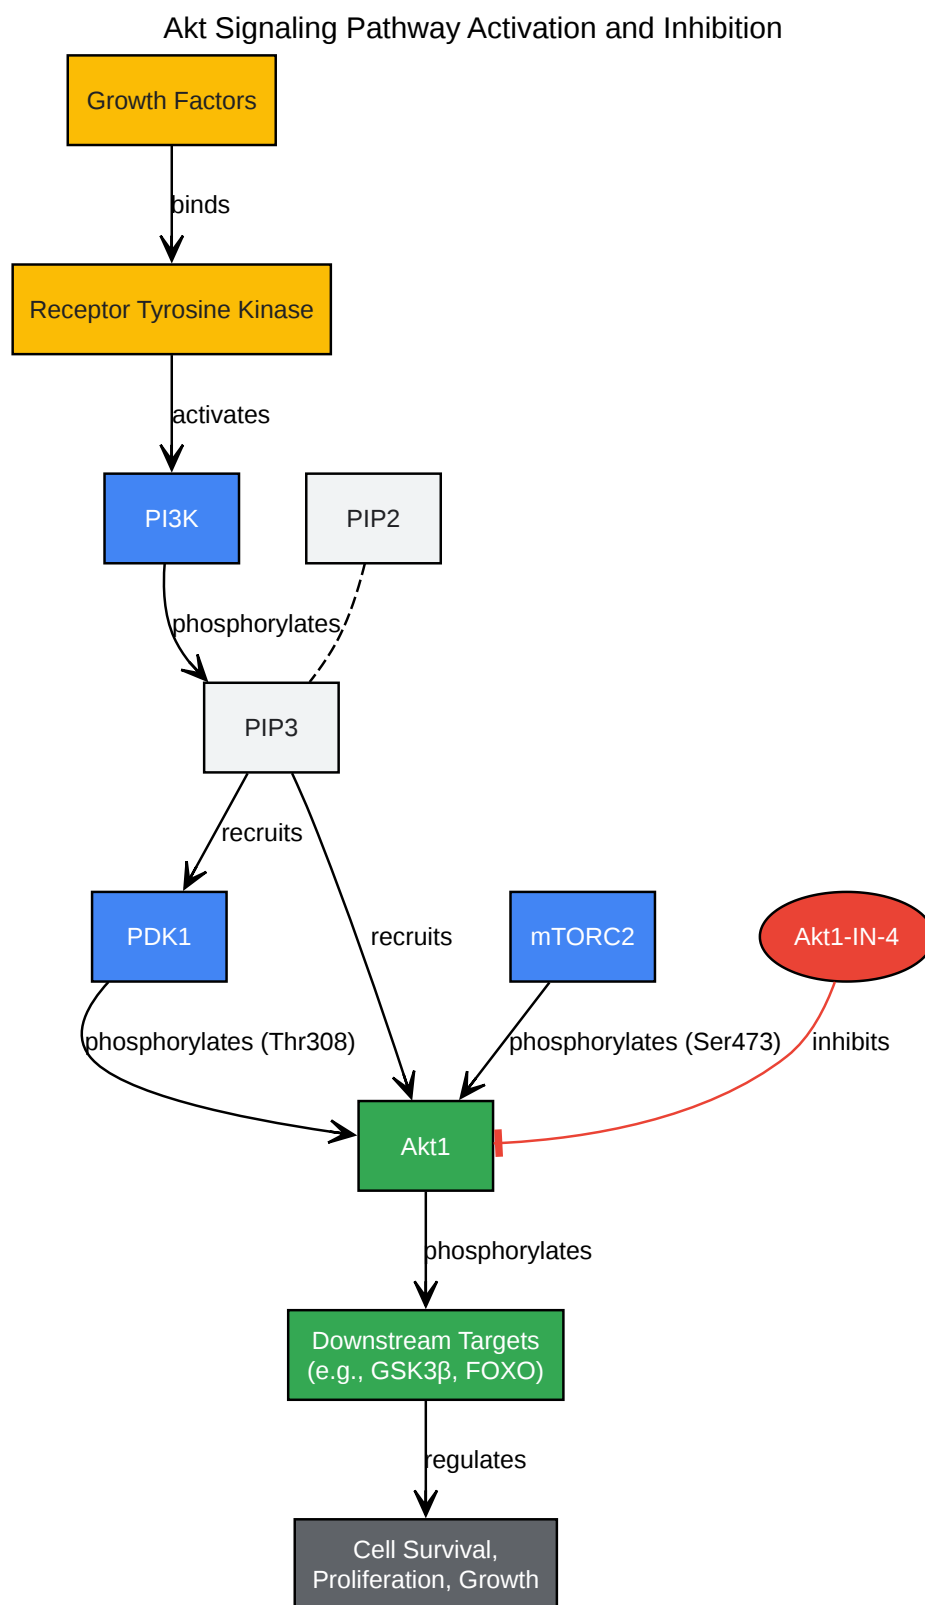 Akt Signaling Pathway Activation and Inhibition
Growth Factors
binds
Receptor Tyrosine Kinase
activates
PI3K
PIP2
phosphorylates
PIP3
recruits
PDK1
recruits
mTORC2
Akt1-IN-4
phosphorylates (Thr308)
phosphorylates (Ser473)
inhibits
Akt1
phosphorylates
Downstream Targets
(e.g., GSK3β, FOXO)
regulates
Cell Survival,
Proliferation, Growth